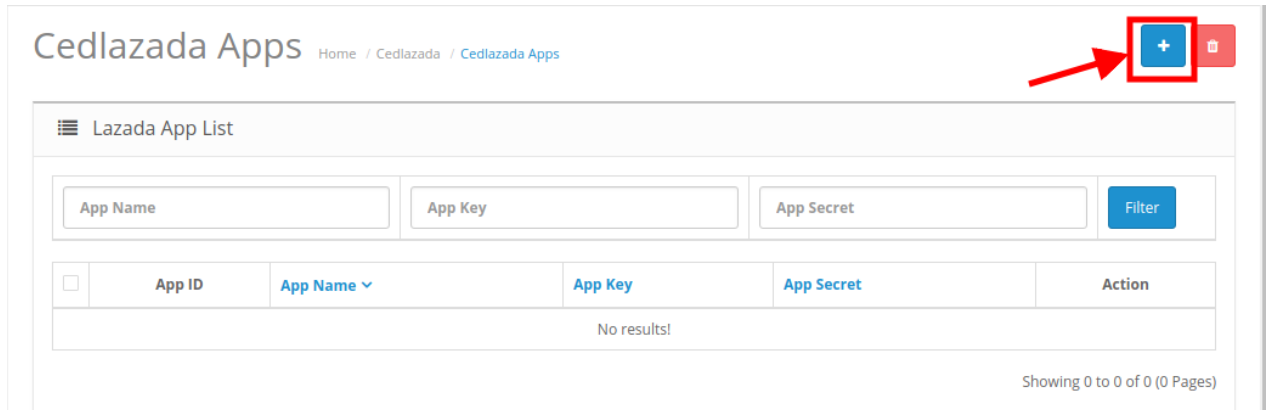 Cedlazada Apps Home / Cedlazada / Cedlazada Apps
Lazada App List
App Name App Key App Secret Filter
App ID App Name App Key App Secret Action
No results!
Showing 0 to 0 of 0 (0 Pages)